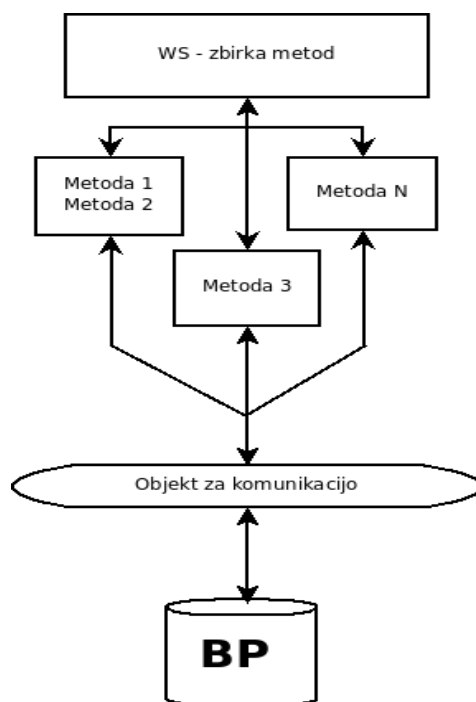 WS - zbirka metod
Metoda 1
Metoda 2
Metoda N
Metoda 3
Objekt za komunikacijo
BP